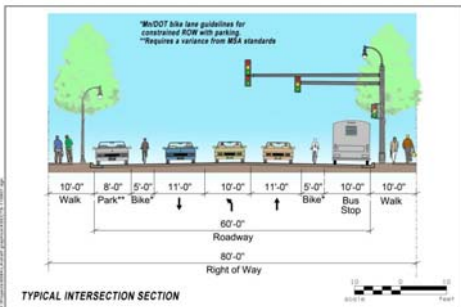 *Mn/DOT bike lane guidelines for
constrained ROW with parking.
**Requires a variance from MSA standards
10'-0" 8'-0" 5'-0" 11'-0" 10'-0" 11'-0" 5'-0" 10'-0" 10'-0"
Walk Park** Bike* Bike* Bus Walk
Stop
60'-0"
Roadway
80'-0"
Right of Way
TYPICAL INTERSECTION SECTION
10 0 10
scale feet